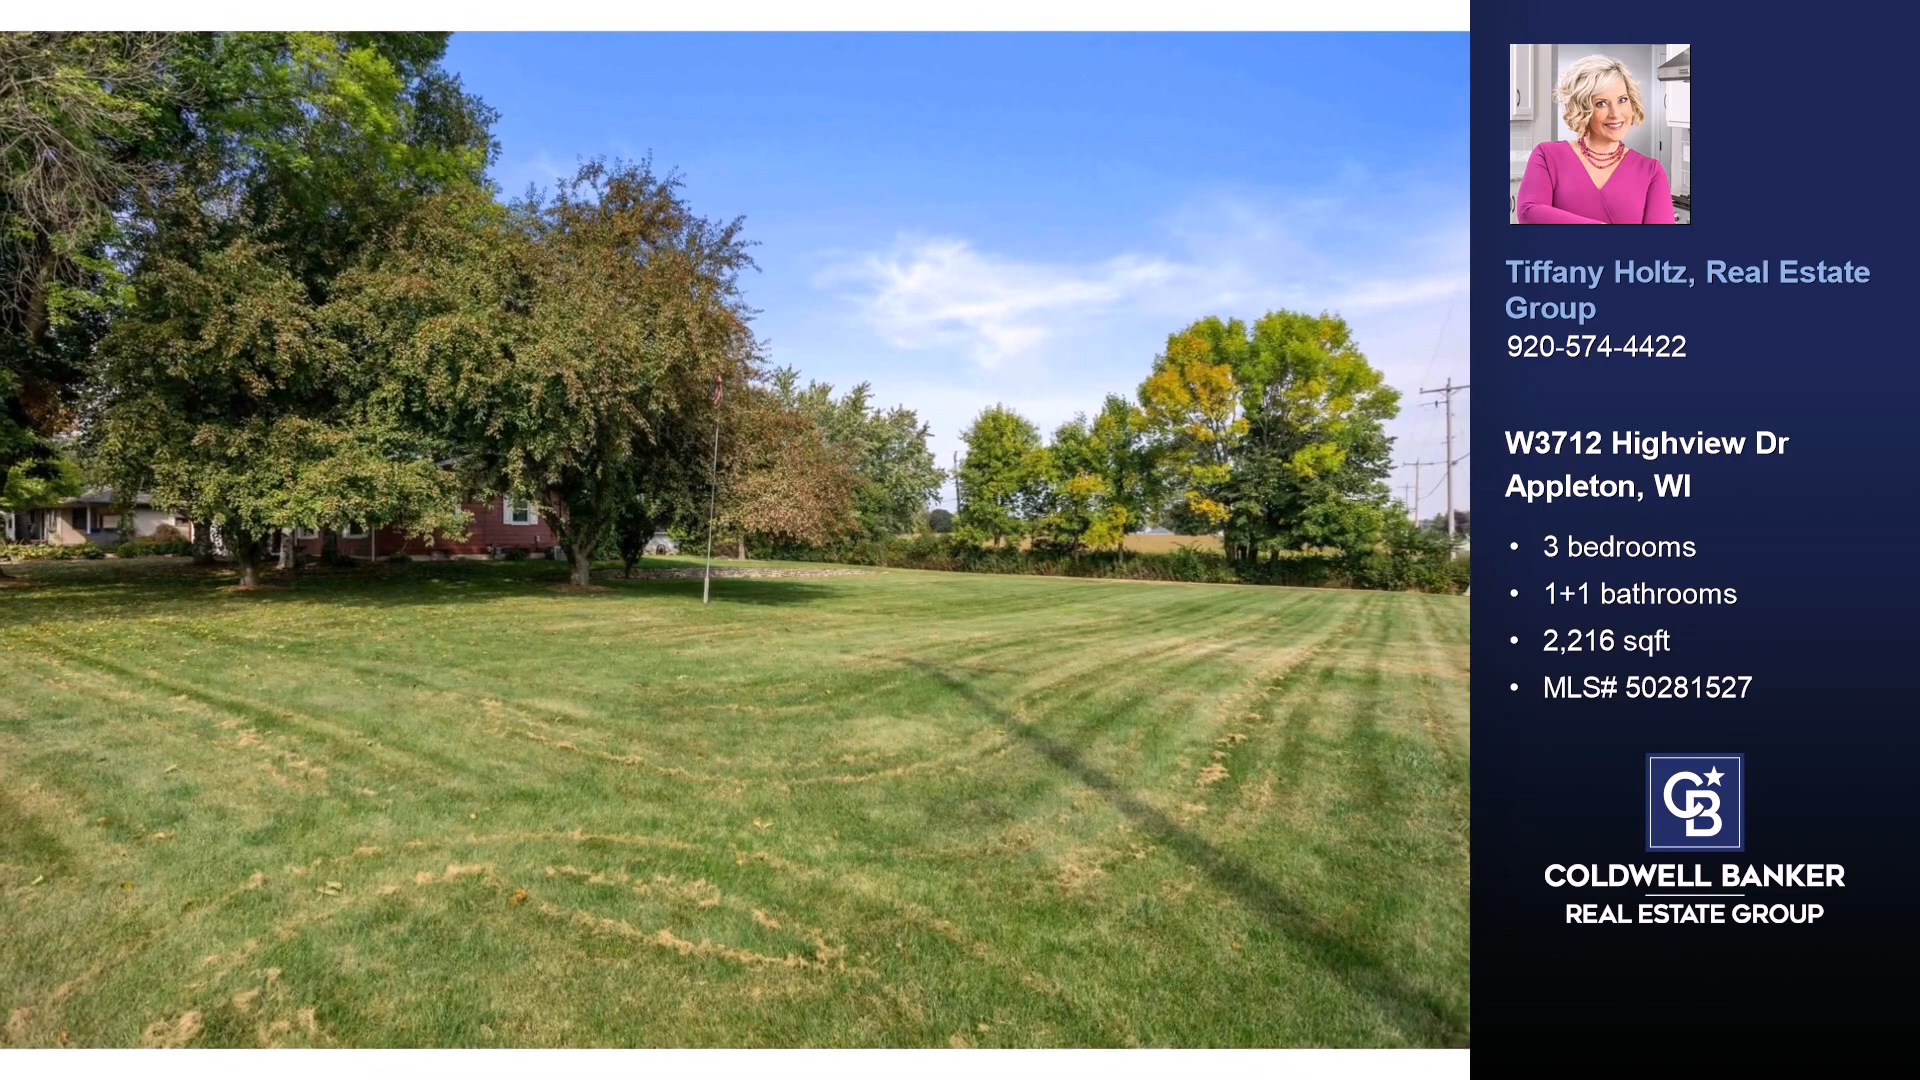 Tiffany Holtz, Real Estate
Group
920-574-4422
W3712 Highview Dr
Appleton, WI
• 3 bedrooms
• 1+1 bathrooms
• 2,216 sqft
• MLS# 50281527
CB
COLDWELL BANKER
REAL ESTATE GROUP